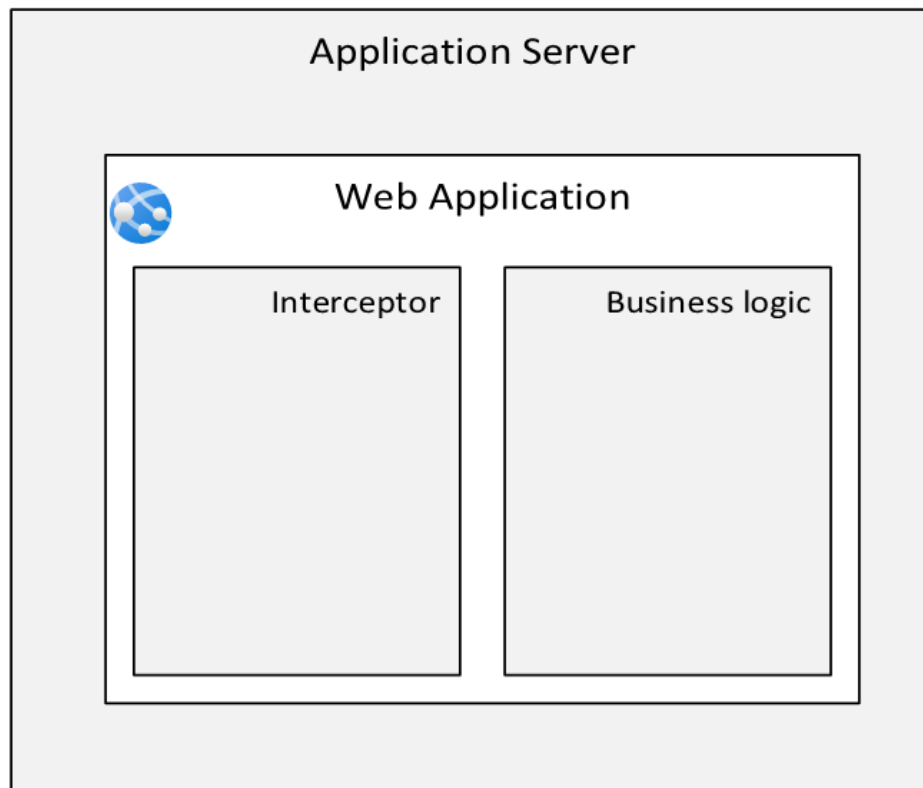 Application Server
Web Application
Interceptor
Business logic